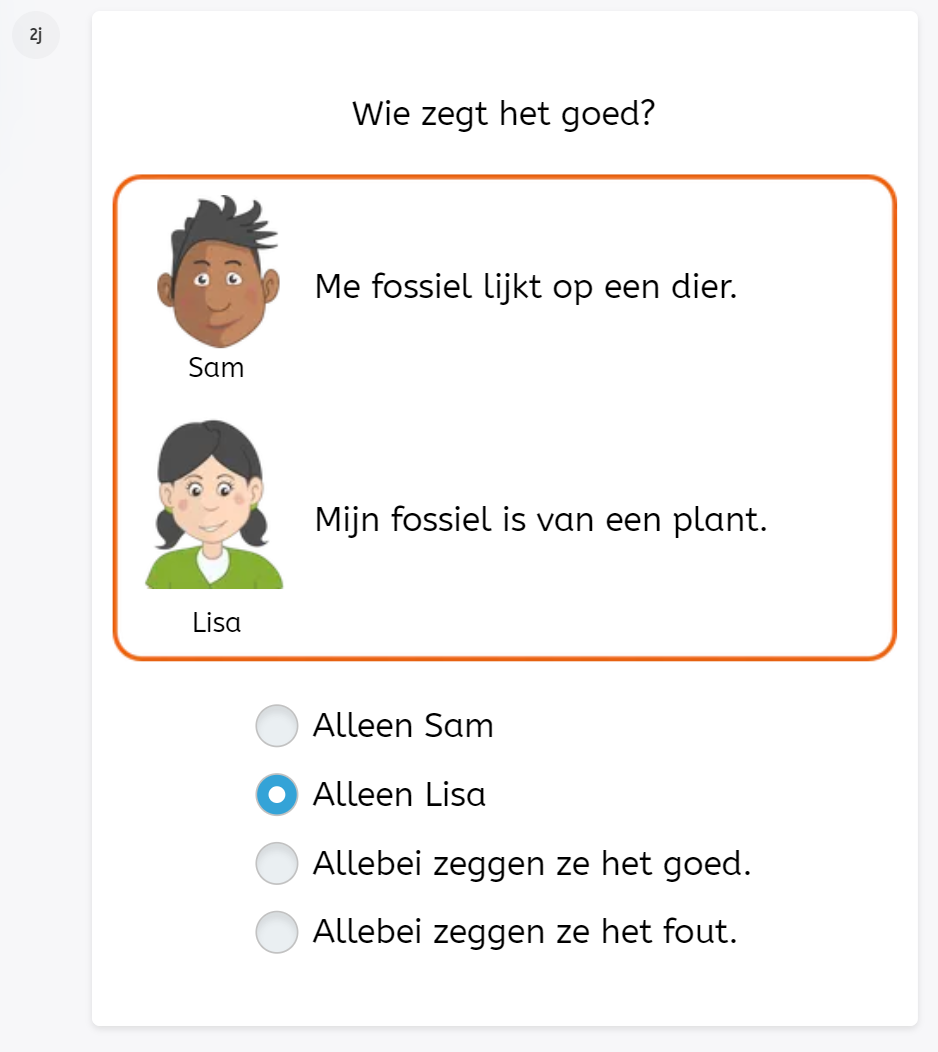 2j
Wie zegt het goed?
Me fossiel lijkt op een dier.
Sam
Mijn fossiel is van een plant.
Lisa
Alleen Sam
Alleen Lisa
Allebei zeggen ze het goed.
Allebei zeggen ze het fout.